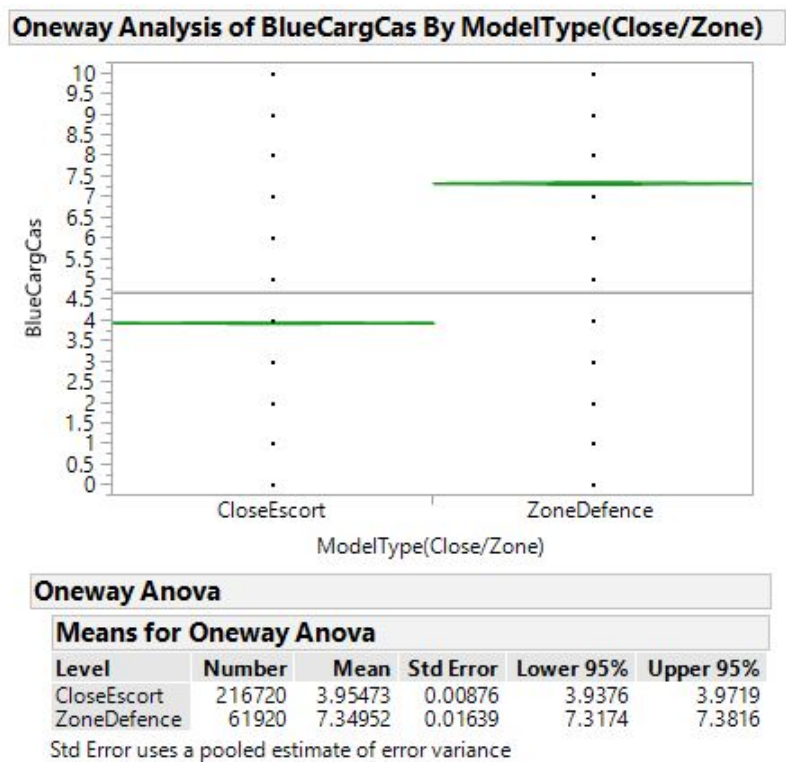 Oneway Analysis of BlueCargCas By ModelType(Close/Zone)
10
9.5
9
8.5
8
7.5
7
6.5
6
5.5
5
4.5
4
3.5
3
2.5
2
1.5
1
0.5
0
BlueCargCas
CloseEscort ZoneDefence
ModelType(Close/Zone)
Oneway Anova
Means for Oneway Anova
Level Number Mean Std Error Lower 95% Upper 95%
CloseEscort 216720 3.95473 0.00876 3.9376 3.9719
ZoneDefence 61920 7.34952 0.01639 7.3174 7.3816
Std Error uses a pooled estimate of error variance